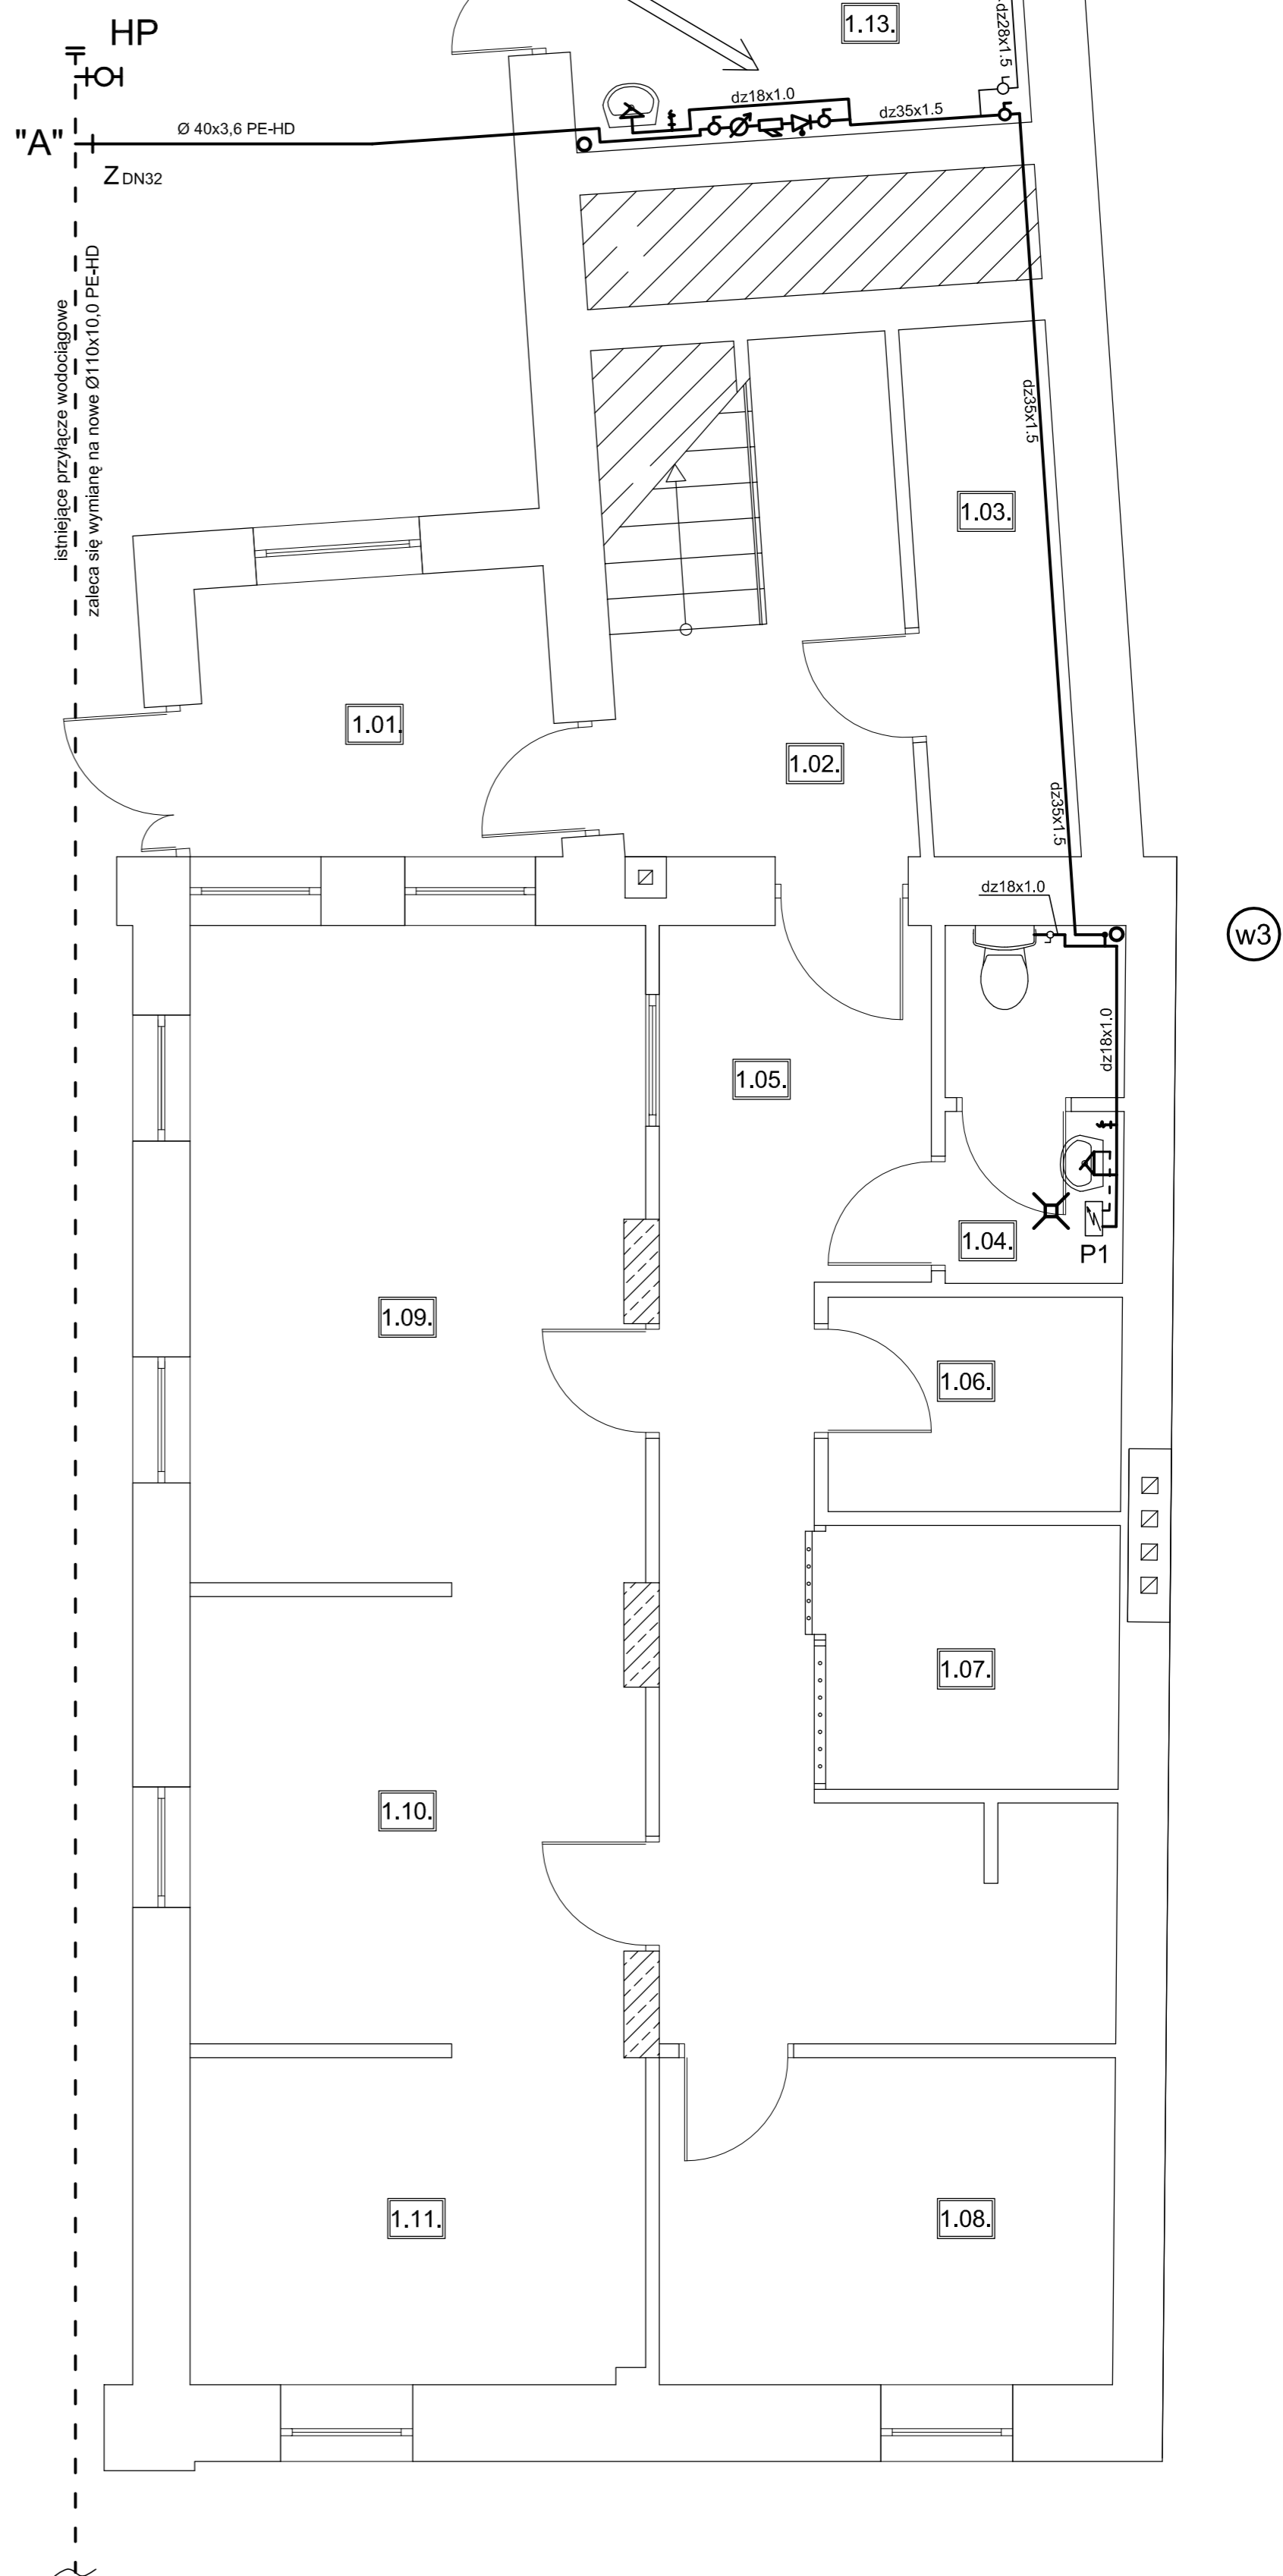 HP
1.13.
dz28x1.5
dz18x1.0
dz35x1.5
"A"
Ø 40x3,6 PE-HD
Z DN32
istniejące przyłącze wodociągowe
zaleca się wymianę na nowe Ø110x10,0 PE-HD
dz35x1.5
1.03.
1.01.
1.02.
dz35x1.5
dz18x1.0
w3
dz18x1.0
1.05.
1.04.
P1
1.09.
1.06.
1.07.
1.10.
1.11.
1.08.